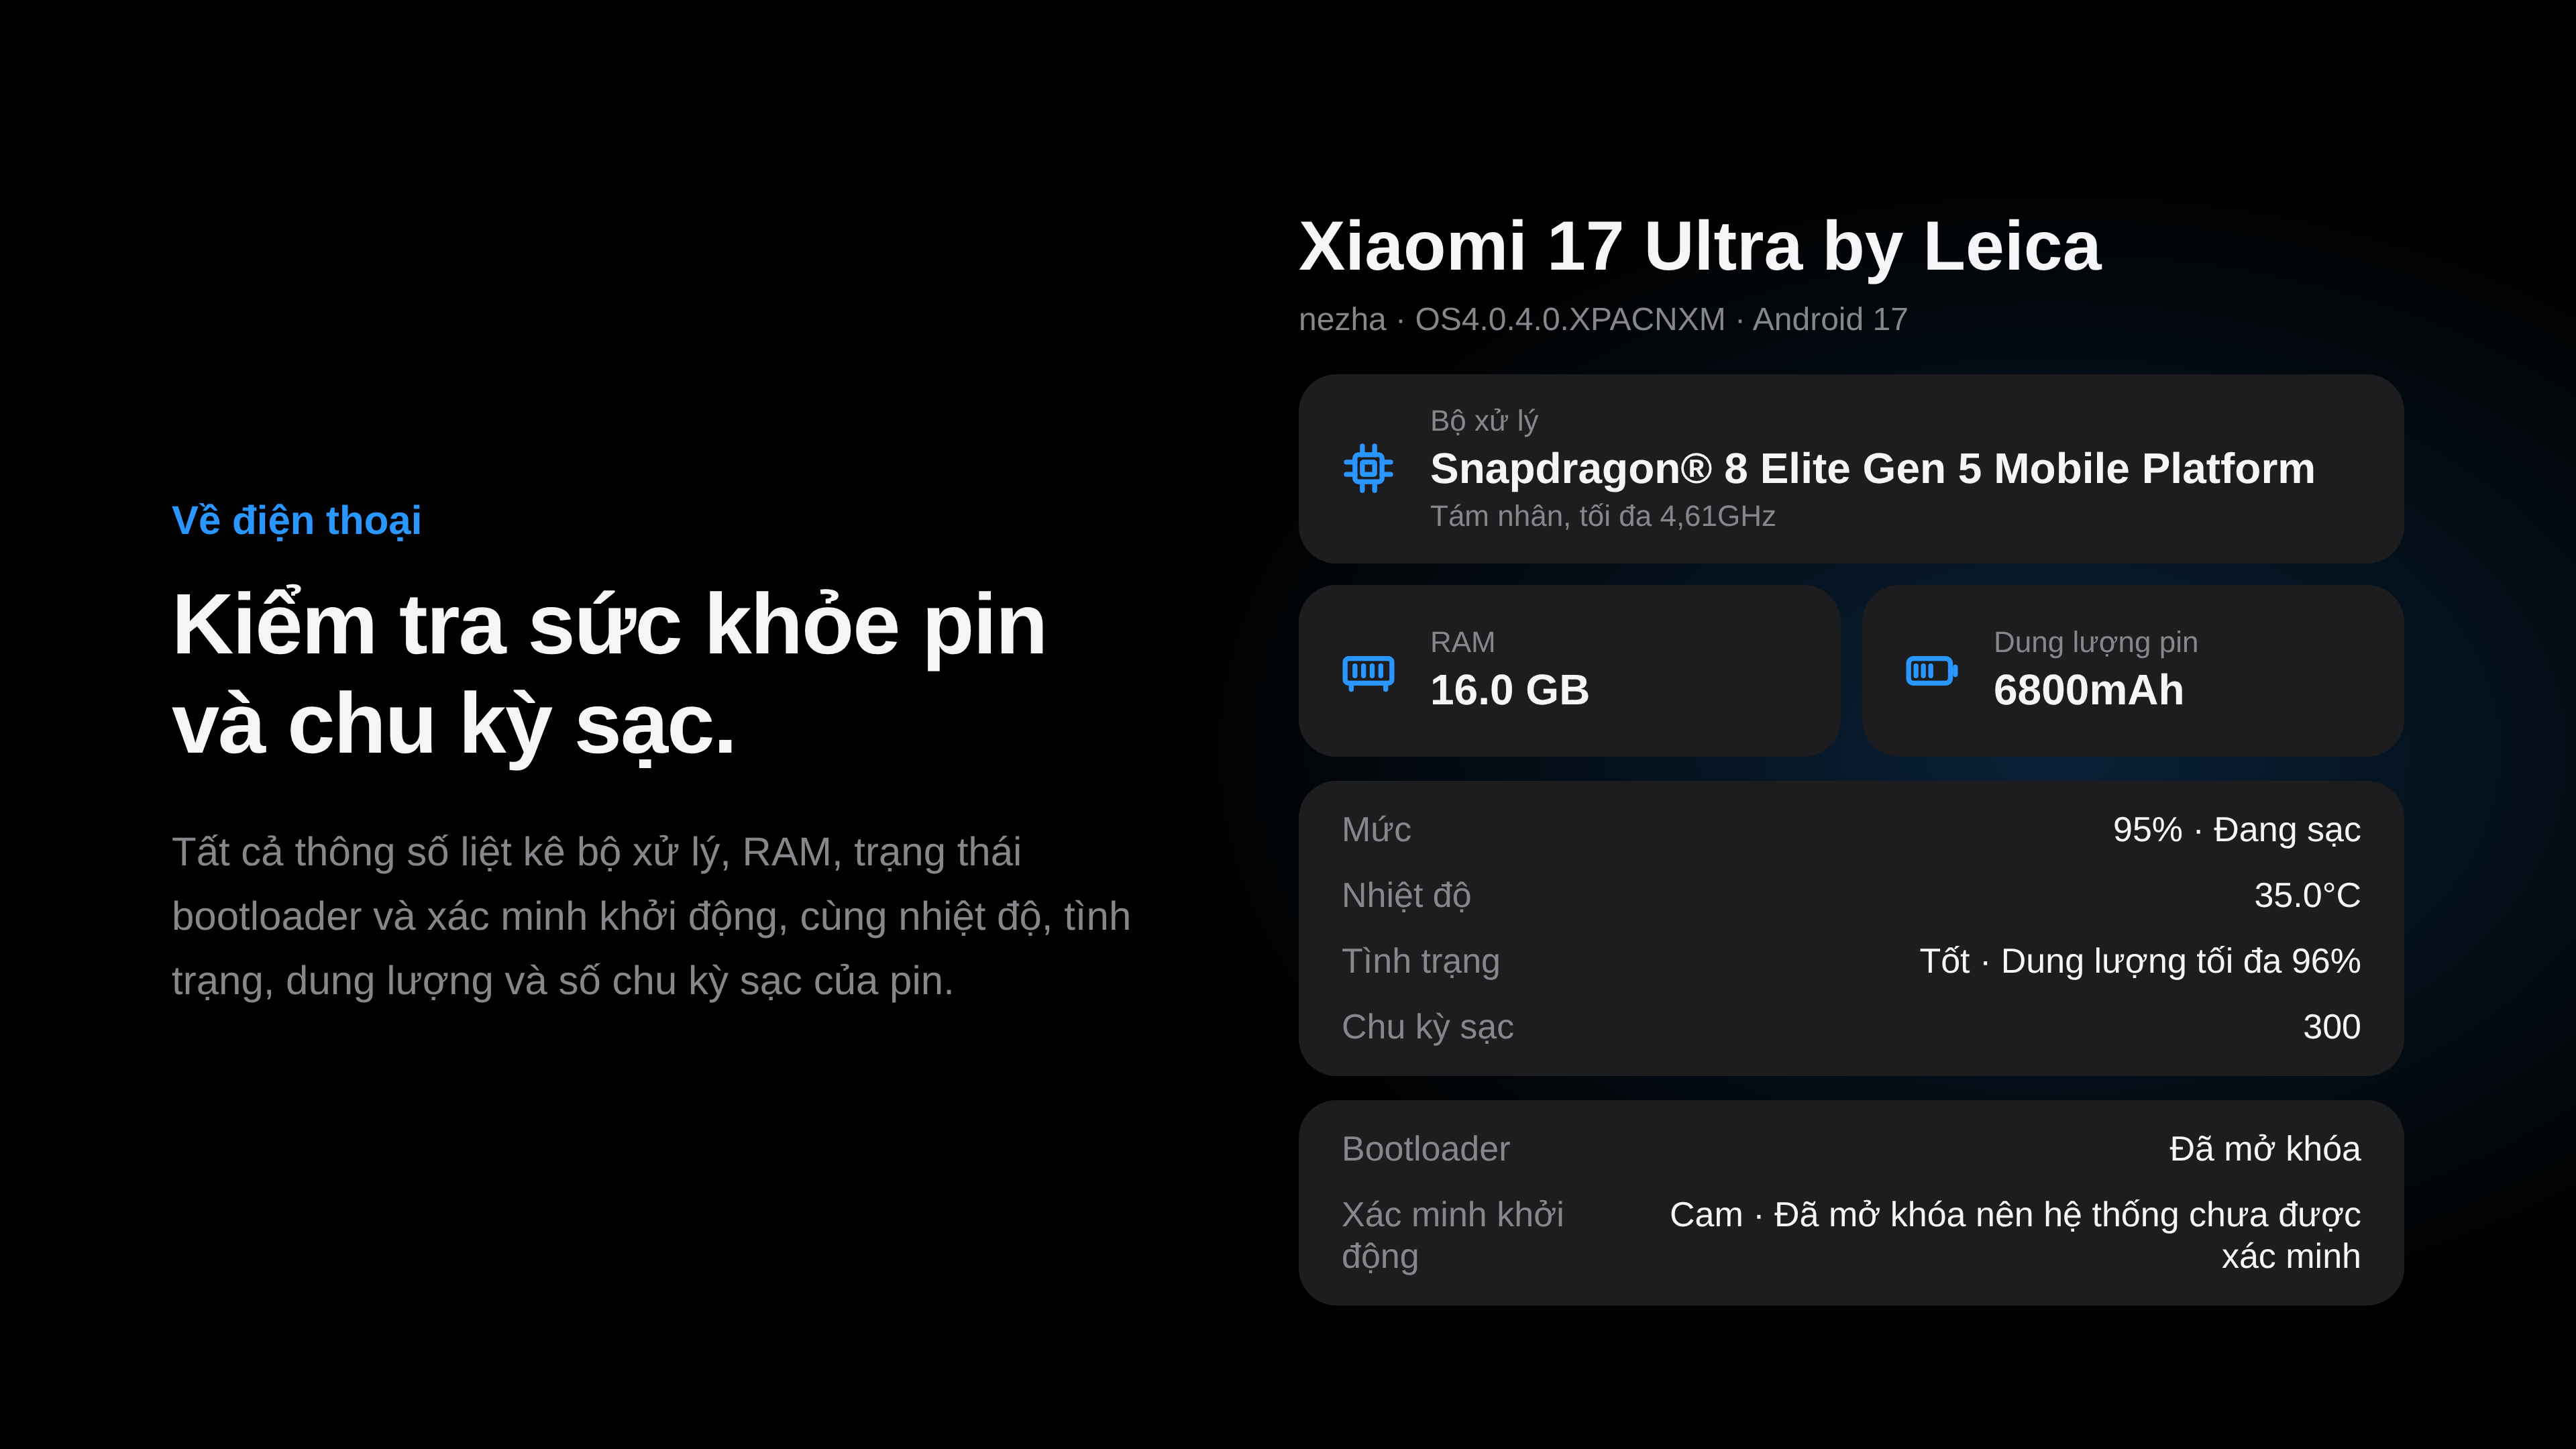 Về điện thoại
Kiểm tra sức khỏe pin
và chu kỳ sạc.
Tất cả thông số liệt kê bộ xử lý, RAM, trạng thái
bootloader và xác minh khởi động, cùng nhiệt độ, tình
trạng, dung lượng và số chu kỳ sạc của pin.
Xiaomi 17 Ultra by Leica
nezha · OS4.0.4.0.XPACNXM · Android 17
Bộ xử lý
Snapdragon® 8 Elite Gen 5 Mobile Platform
Tám nhân, tối đa 4,61GHz
RAM
16.0 GB
Dung lượng pin
6800mAh
Mức 95% · Đang sạc
Nhiệt độ 35.0°C
Tình trạng Tốt · Dung lượng tối đa 96%
Chu kỳ sạc 300
Bootloader Đã mở khóa
Xác minh khởi Cam · Đã mở khóa nên hệ thống chưa được
động xác minh